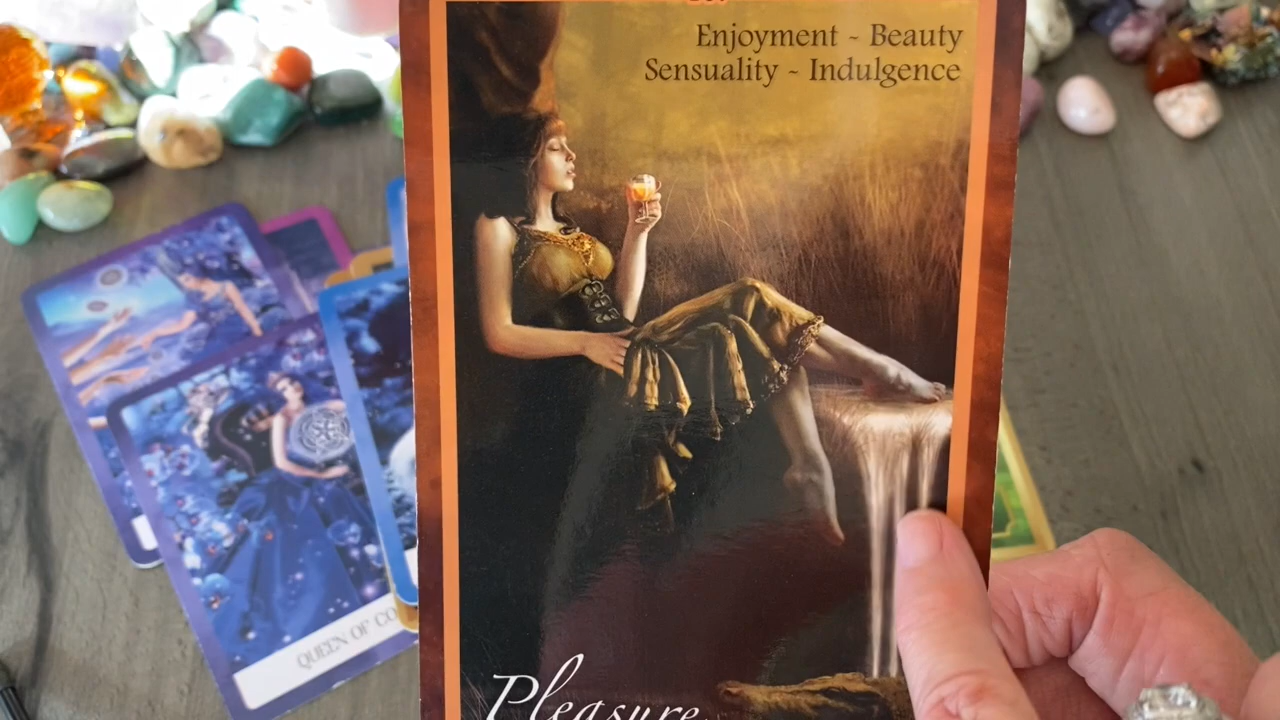 Enjoyment ~ Beauty
Sensuality ~ Indulgence
QUEEN OF CO
Pleasure